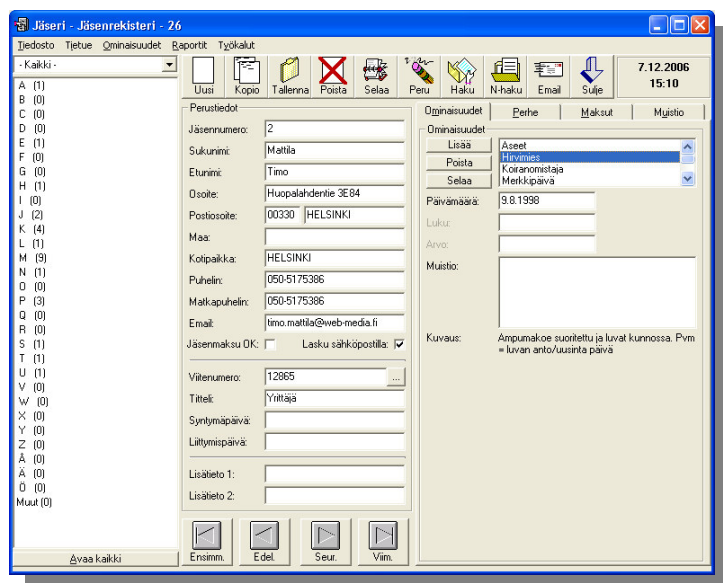 Jäseri - Jäsenrekisteri - 26
Tiedosto Tietue Ominaisuudet Raportit Työkalut
- Kaikki -
A (1)
B (0)
C (0)
D (0)
E (1)
F (0)
G (0)
H (1)
I (0)
J (2)
K (4)
L (1)
M (9)
N (1)
O (0)
P (3)
Q (0)
R (0)
S (1)
T (1)
U (1)
V (0)
W (0)
X (0)
Y (0)
Z (0)
Å (0)
Ä (0)
Ö (0)
Muut (0)
Avaa kaikki
Uusi Kopio Tallenna Poista Selaa Peru Haku N-haku Email Sulje
7.12.2006
15:10
Perustiedot
Jäsennumero: 2
Sukunimi: Mattila
Etunimi: Timo
Osoite: Huopalahdentie 3E84
Postiosoite: 00330 HELSINKI
Maa:
Kotipaikka: HELSINKI
Puhelin: 050-5175386
Matkapuhelin: 050-5175386
Email: timo.mattila@web-media.fi
Jäsenmaksu OK: Lasku sähköpostilla:
Viitenumero: 12865 ...
Titteli: Yrittäjä
Syntymäpäivä:
Liittymispäivä:
Lisätieto 1:
Lisätieto 2:
Ensimm. Edel. Seur. Viim.
Ominaisuudet Perhe Maksut Muistio
Ominaisuudet
Lisää
Poista
Selaa
Aseet
Hirvimies
Koiranomistaja
Merkkipäivä
Päivämäärä: 9.8.1998
Luku:
Arvo:
Muistio:
Kuvaus: Ampumakoe suoritettu ja luvat kunnossa. Pvm
= luvan anto/uusinta päivä